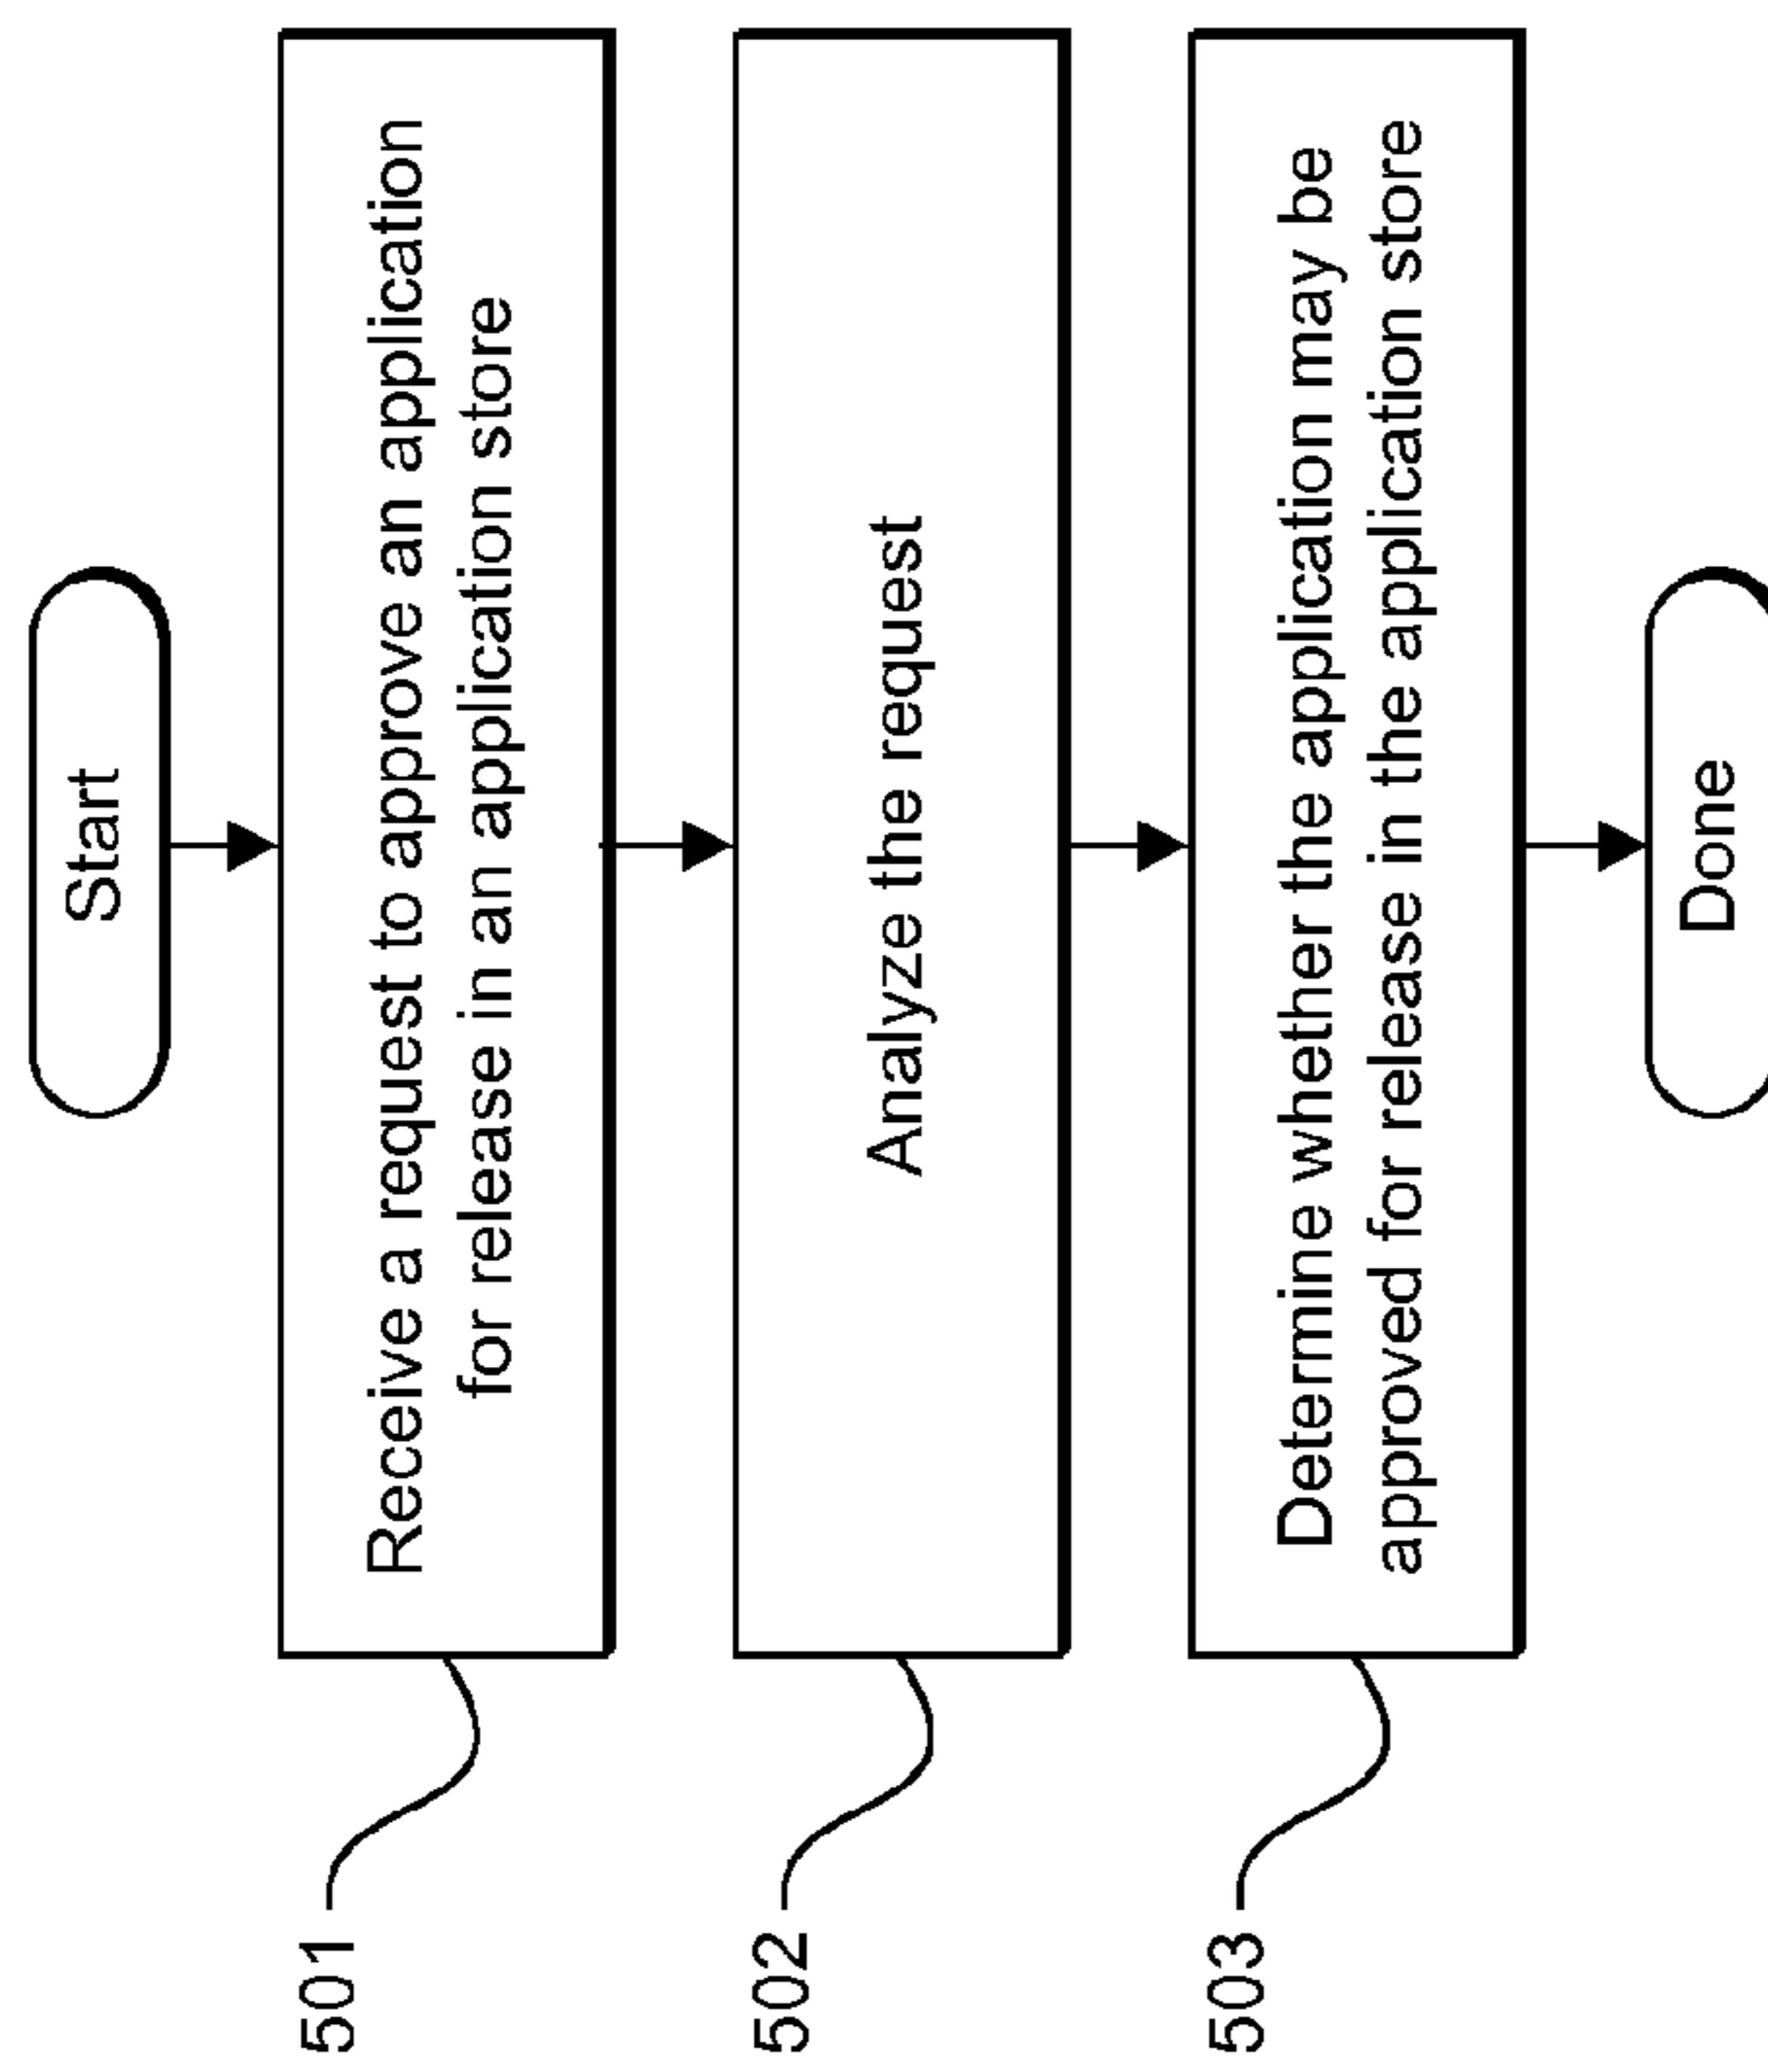 Start
501
Receive a request to approve an application
for release in an application store
502
Analyze the request
503
Determine whether the application may be
approved for release in the application store
Done